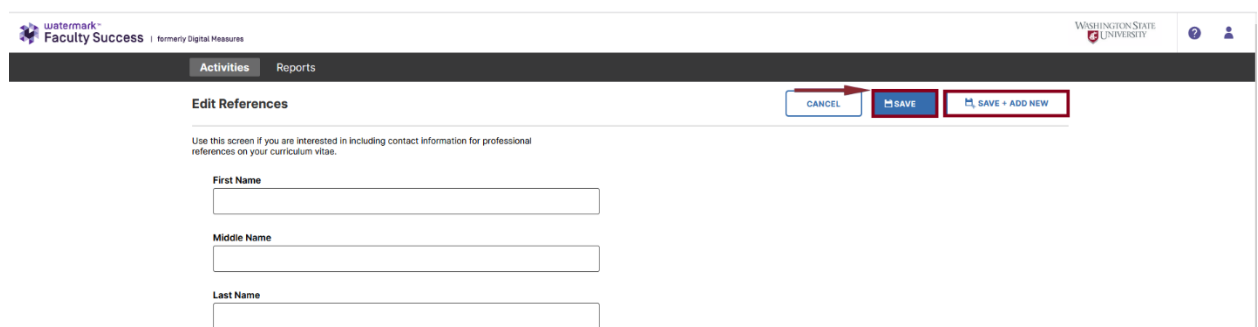 watermark™
Faculty Success | formerly Digital Measures
WASHINGTON STATE
UNIVERSITY
?
Activities Reports
Edit References
CANCEL SAVE SAVE + ADD NEW
Use this screen if you are interested in including contact information for professional
references on your curriculum vitae.
First Name
Middle Name
Last Name